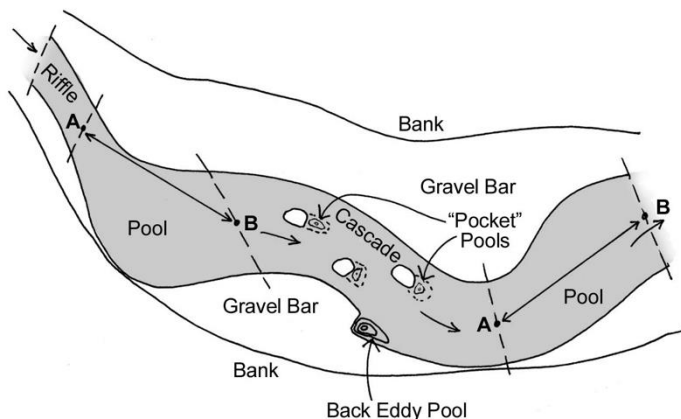 Riffle
A
Bank
Gravel Bar
B
Pool
B
Cascade
"Pocket"
Pools
Gravel Bar
A
Pool
Bank
Back Eddy Pool